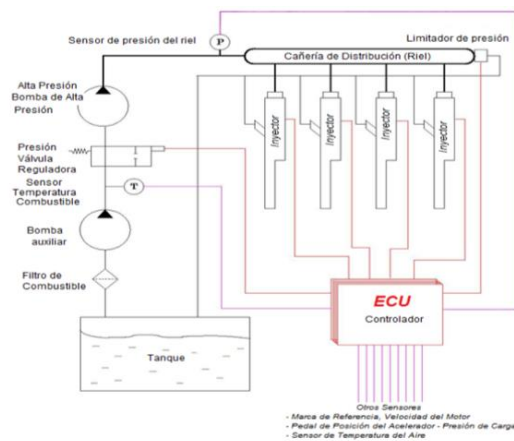 Sensor de presión del riel
P
Limitador de presión
Cañería de Distribución (Riel)
Alta Presión
Bomba de Alta
Presión
Inyector
Inyector
Inyector
Inyector
Presión
Válvula
Reguladora
Sensor
Temperatura
Combustible
T
Bomba
auxiliar
Filtro de
Combustible
Tanque
ECU
Controlador
Otros Sensores
- Marca de Referencia, Velocidad del Motor
- Pedal de Posición del Acelerador - Presión de Carga
- Sensor de Temperatura del Aire